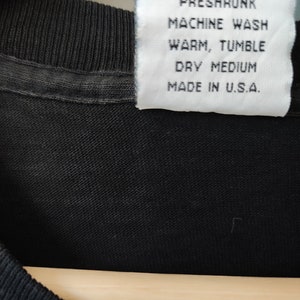 PRESHRUNK
MACHINE WASH
WARM, TUMBLE
DRY MEDIUM
MADE IN U.S.A.